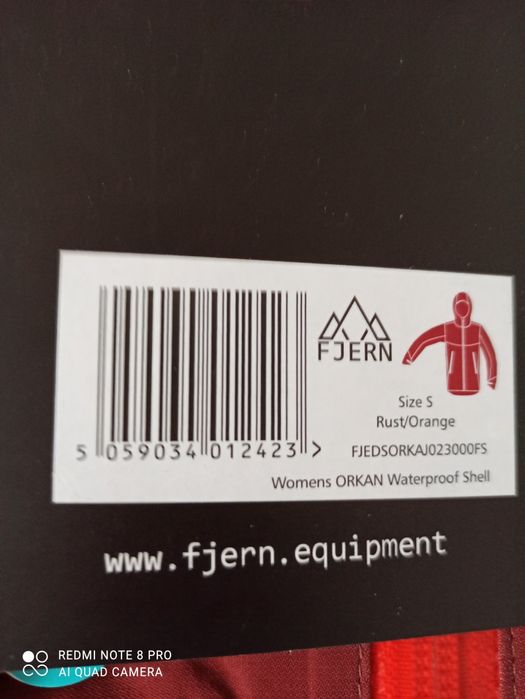 FJERN
Size S
Rust/Orange
5 059034 012423 >
FJEDSORKAJ023000FS
Womens ORKAN Waterproof Shell
www.fjern.equipment
REDMI NOTE 8 PRO
AI QUAD CAMERA